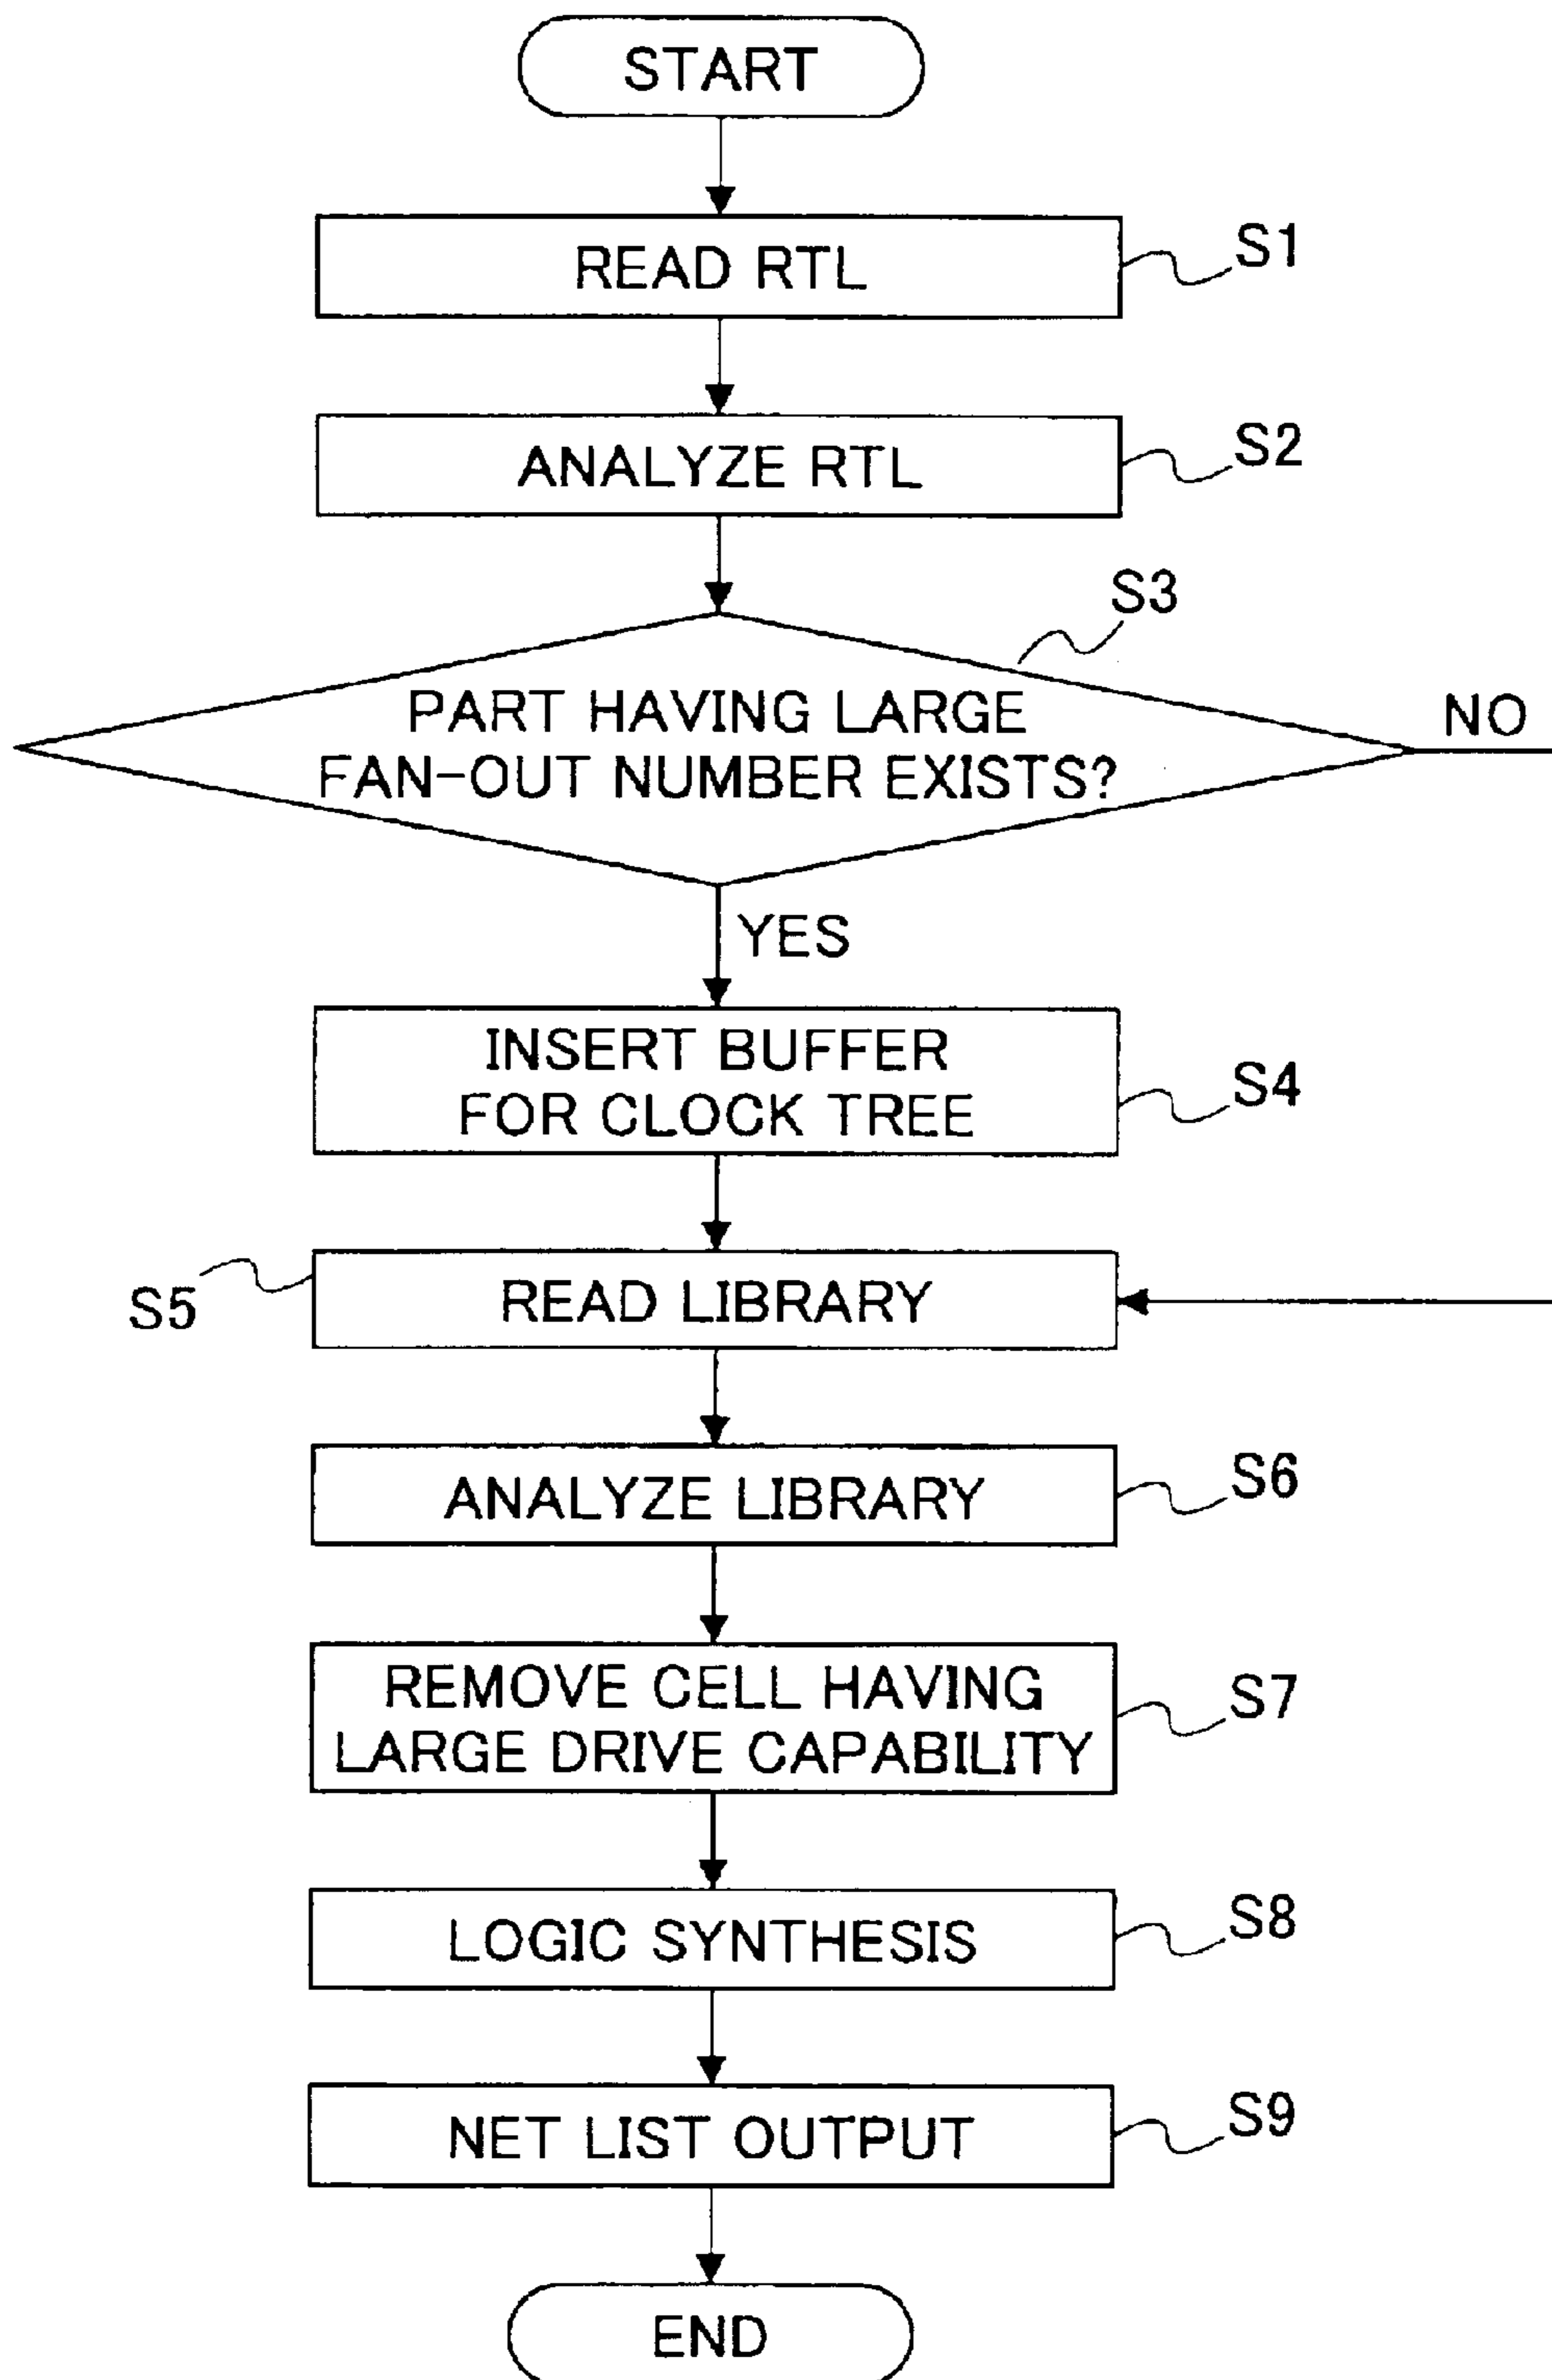 START
READ RTL
S1
ANALYZE RTL
S2
S3
PART HAVING LARGE
FAN-OUT NUMBER EXISTS?
NO
YES
INSERT BUFFER
FOR CLOCK TREE
S4
S5
READ LIBRARY
ANALYZE LIBRARY
S6
REMOVE CELL HAVING
LARGE DRIVE CAPABILITY
S7
LOGIC SYNTHESIS
S8
NET LIST OUTPUT
S9
END